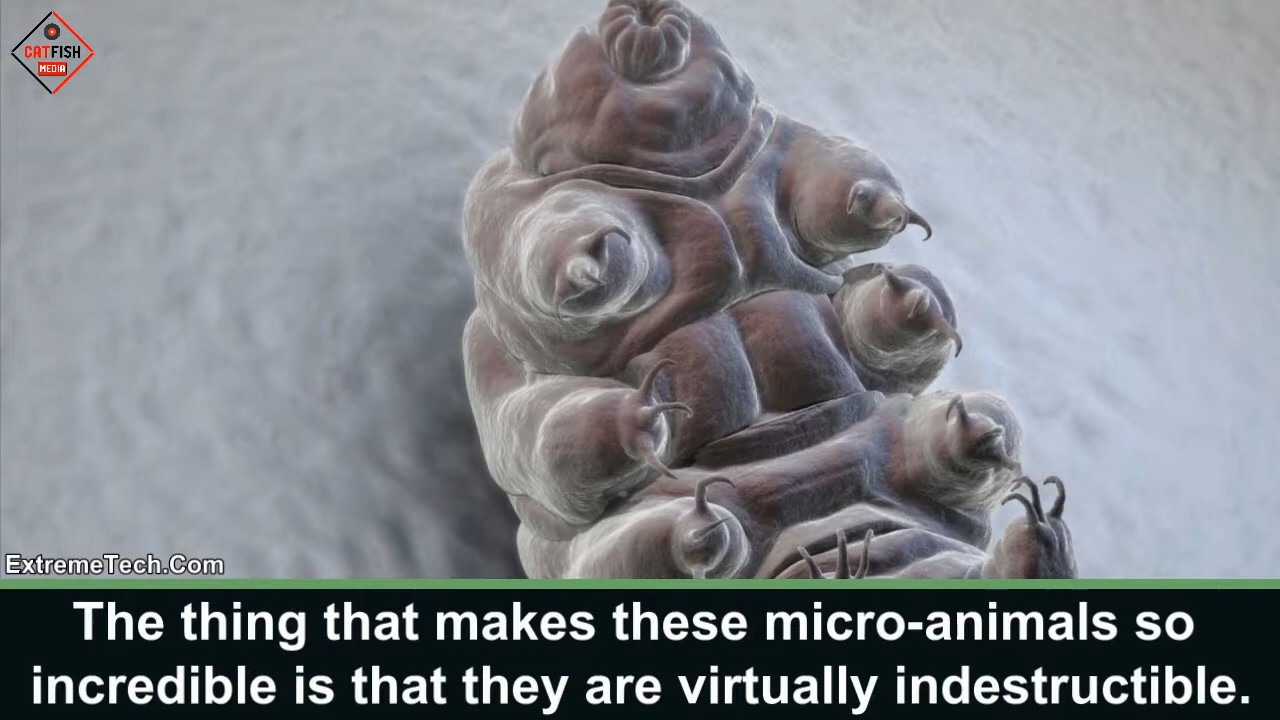 CATFISH
MEDIA
ExtremeTech.Com
The thing that makes these micro-animals so
incredible is that they are virtually indestructible.